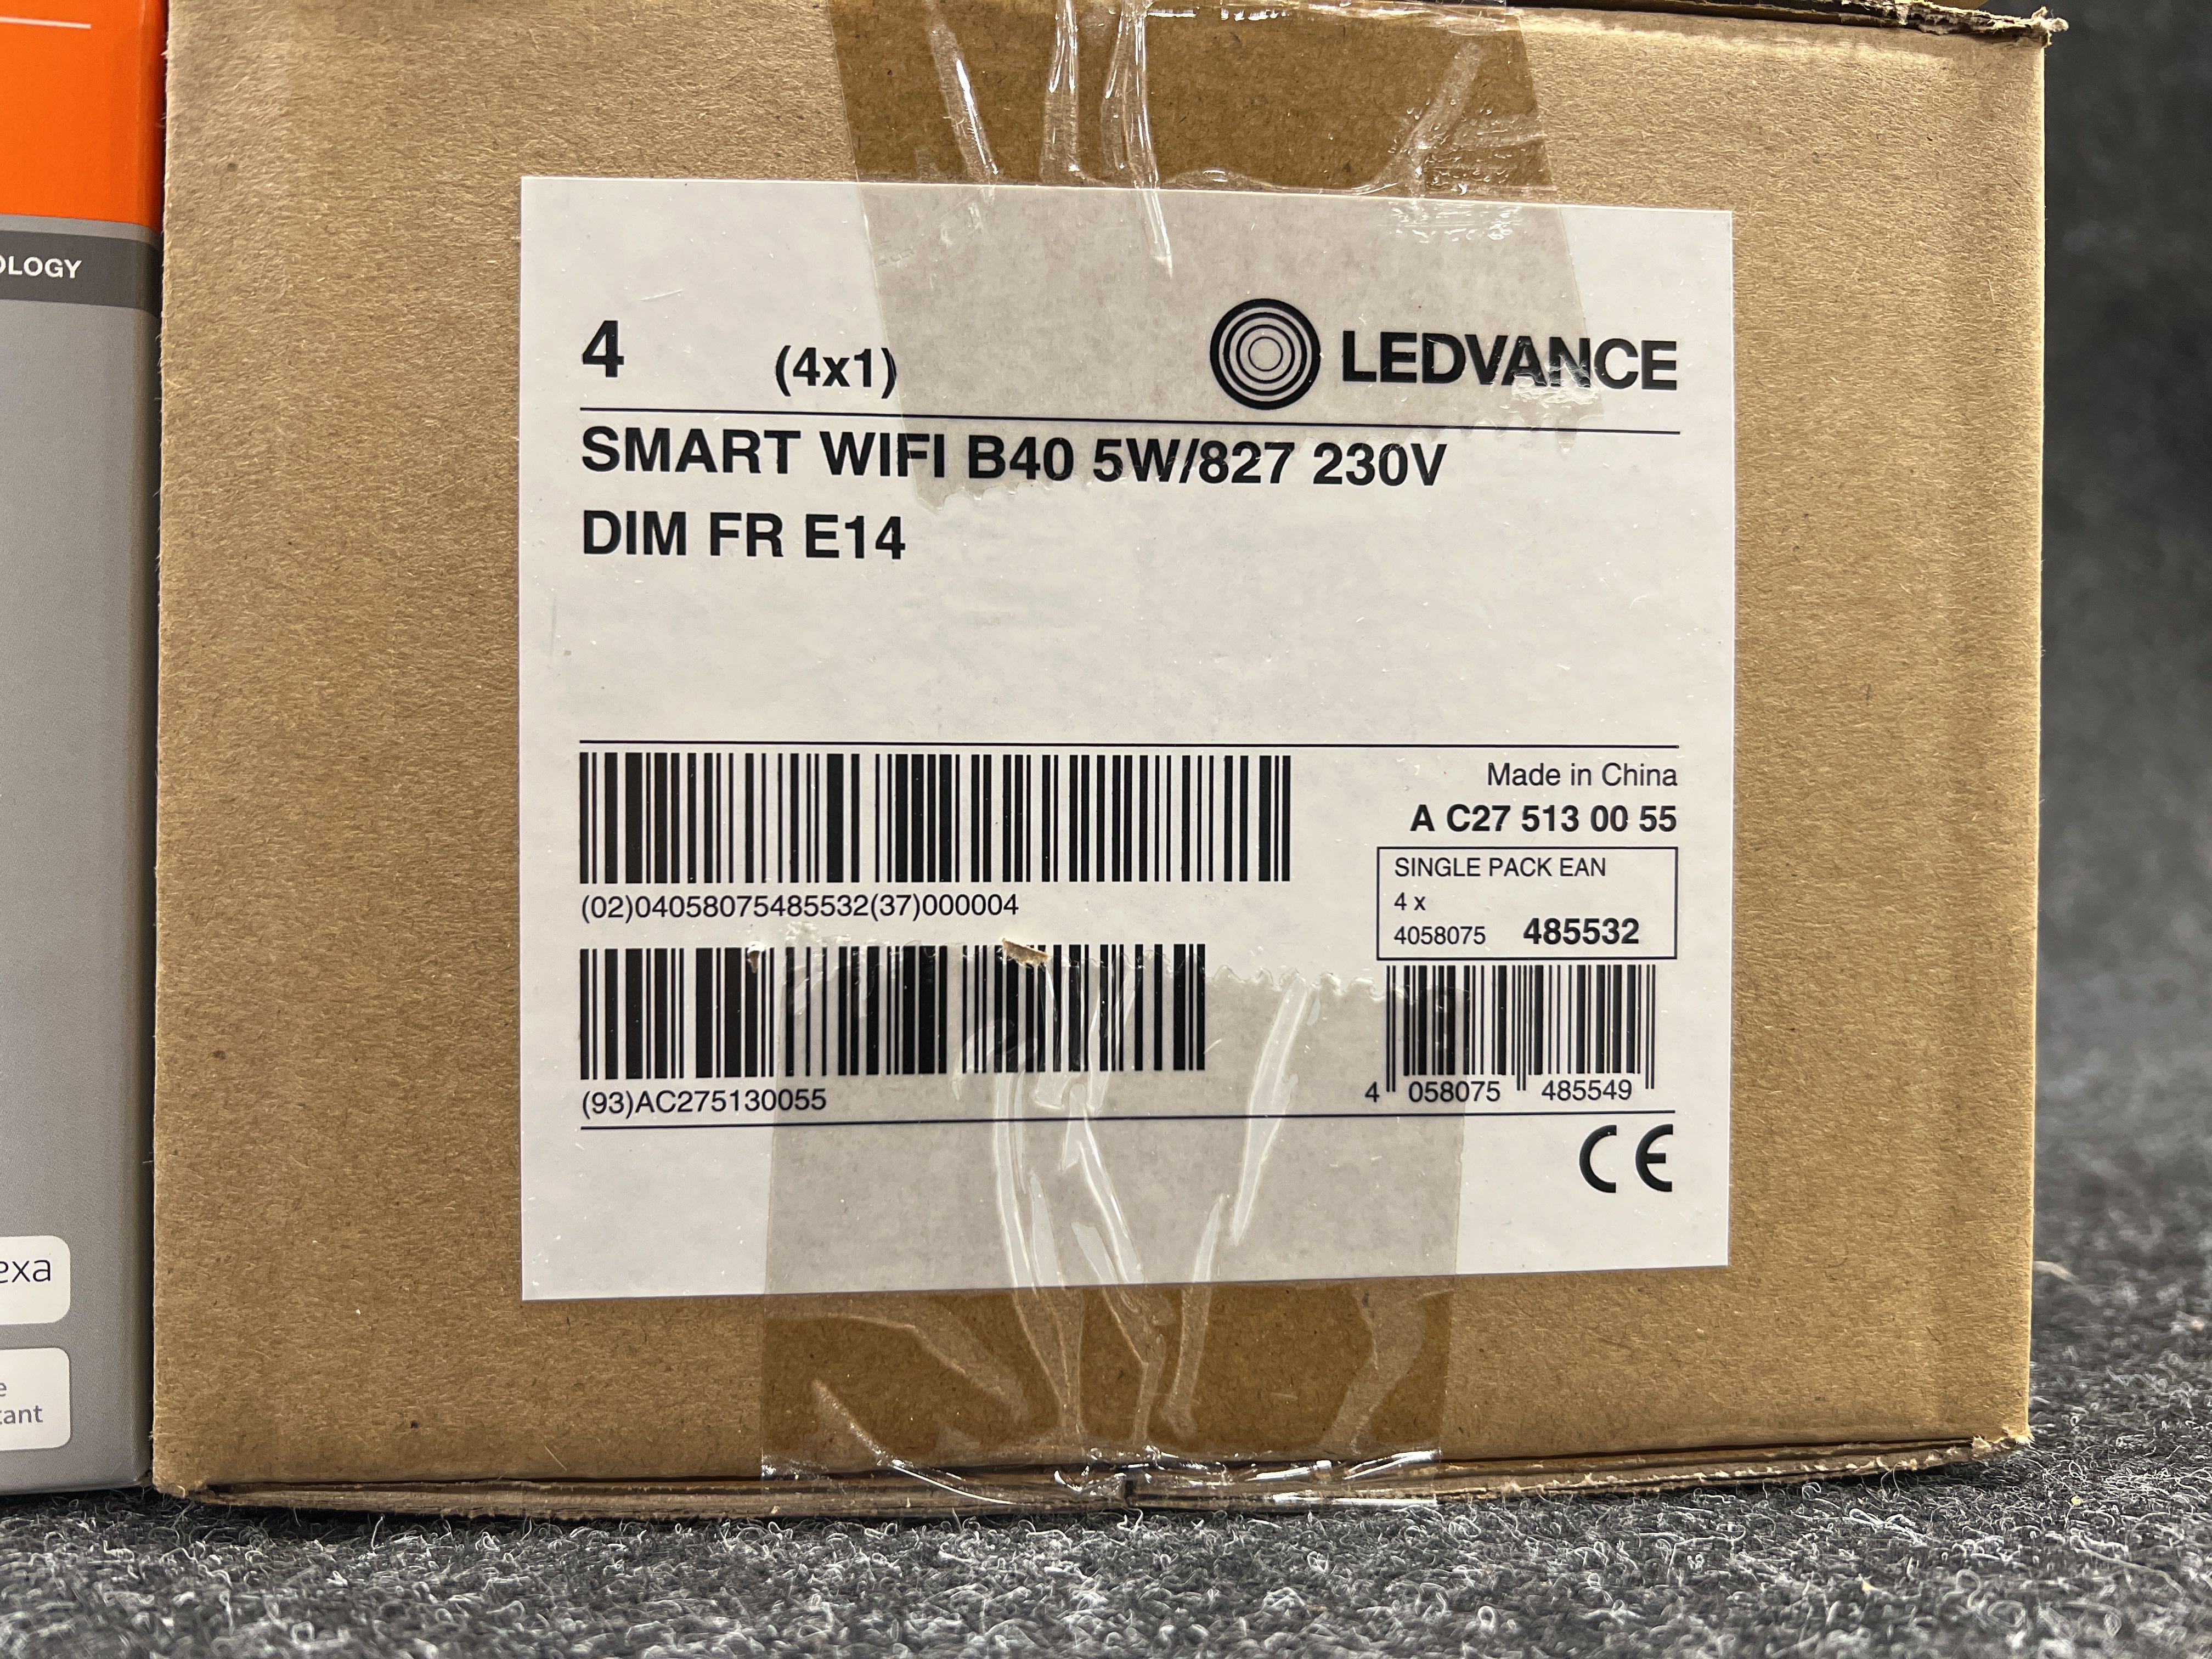 OLOGY
exa
e
tant
4 (4x1) LEDVANCE
SMART WIFI B40 5W/827 230V
DIM FR E14
Made in China
A C27 513 00 55
SINGLE PACK EAN
4 x
4058075 485532
(02)04058075485532(37)000004
(93)AC275130055
4 058075 485549
CE